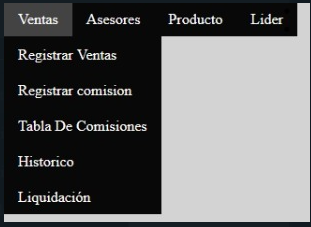 Ventas Asesores Producto Lider
Registrar Ventas
Registrar comision
Tabla De Comisiones
Historico
Liquidación